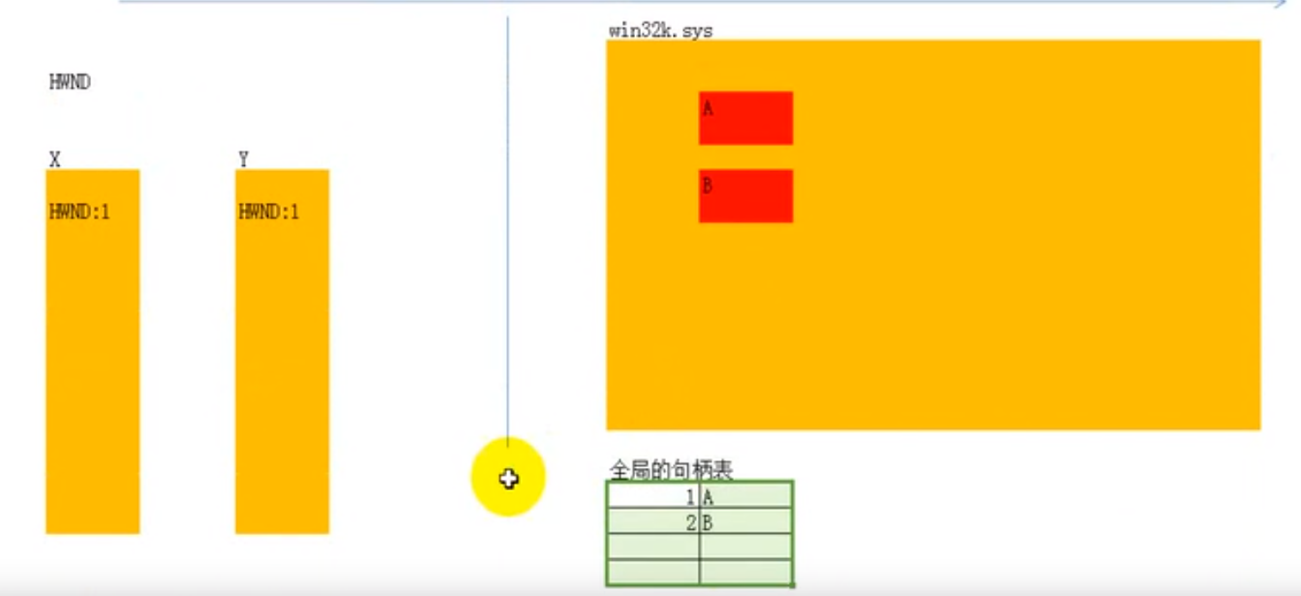 win32k.sys
HWND
A
X
Y
B
HWND:1
HWND:1
全局的句柄表
1 A
2 B